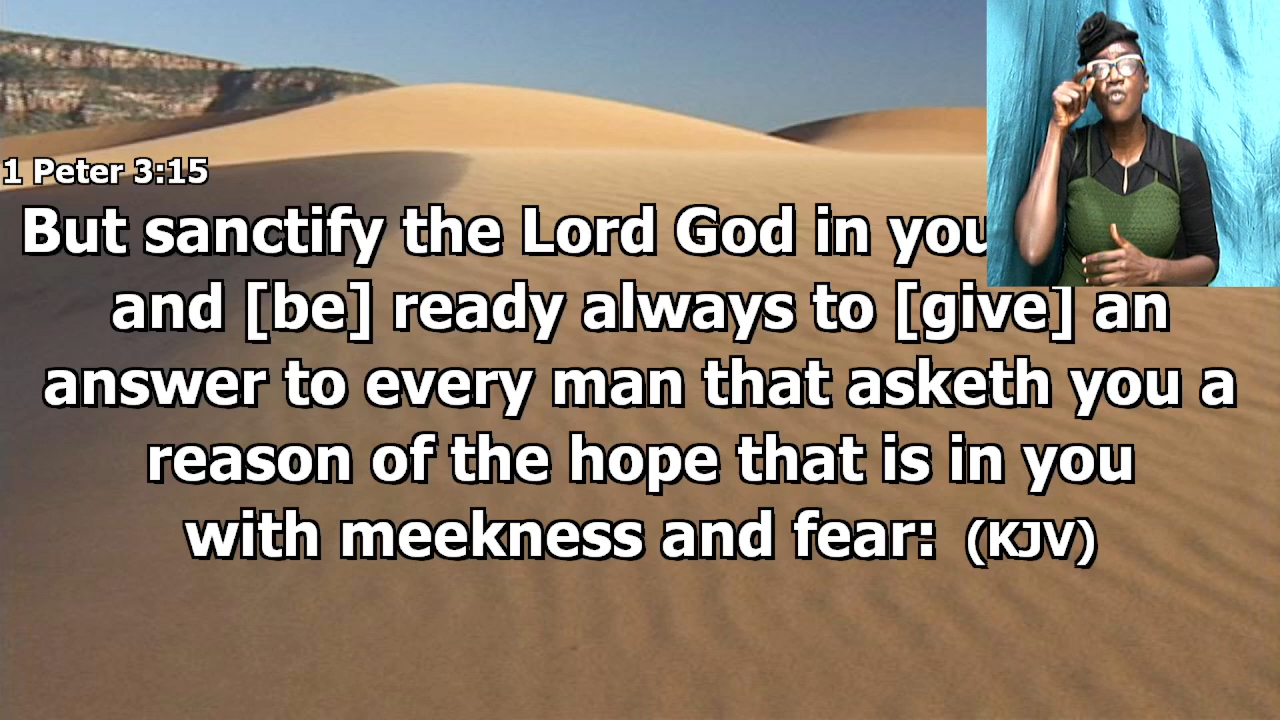 1 Peter 3:15
But sanctify the Lord God in you
and [be] ready always to [give] an
answer to every man that asketh you a
reason of the hope that is in you
with meekness and fear: (KJV)